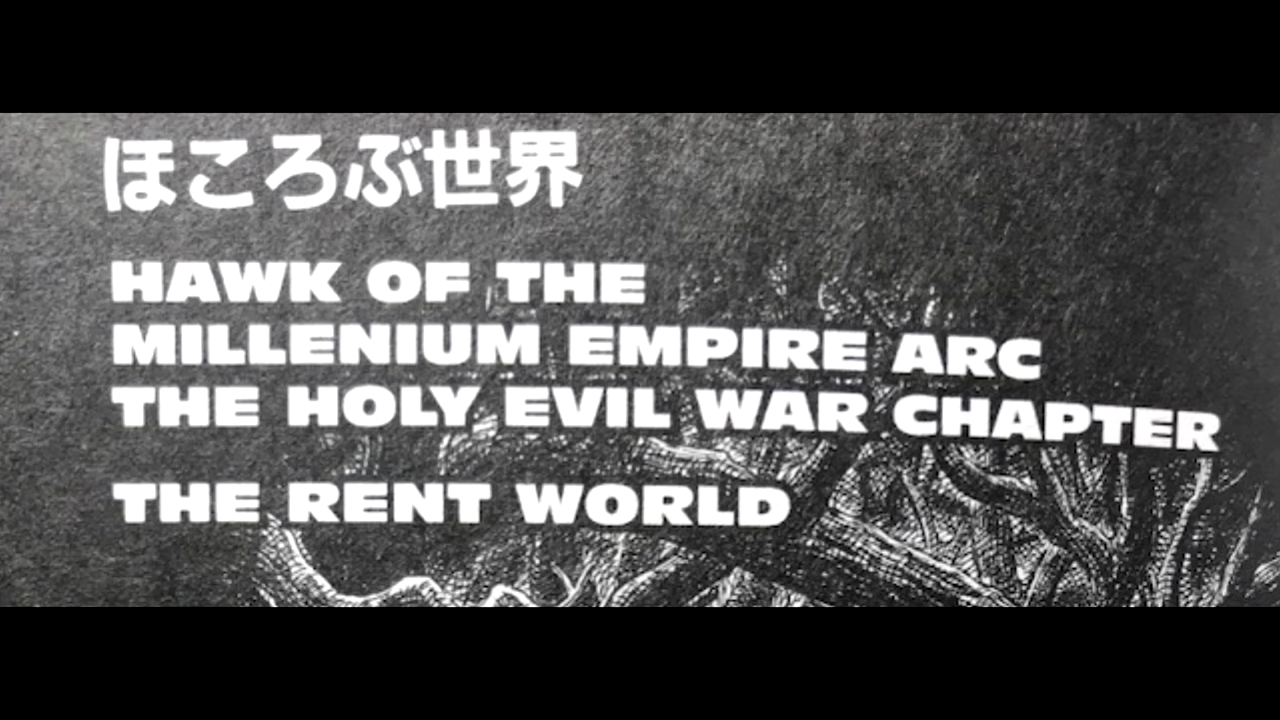 ほころぶ世界
HAWK OF THE
MILLENIUM EMPIRE ARC
THE HOLY EVIL WAR CHAPTER
THE RENT WORLD